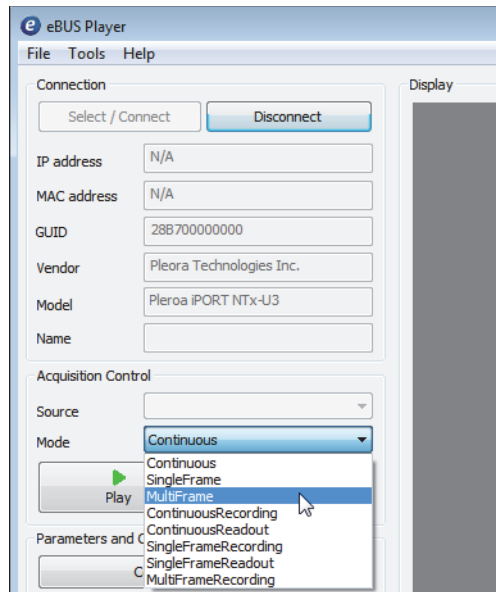 eBUS Player
File Tools Help
Connection
Select / Connect Disconnect
IP address N/A
MAC address N/A
GUID 28B700000000
Vendor Pleora Technologies Inc.
Model Pleroa iPORT NTx-U3
Name
Acquisition Control
Source
Mode Continuous
Continuous
SingleFrame
MultiFrame
ContinuousRecording
ContinuousReadout
SingleFrameRecording
SingleFrameReadout
MultiFrameRecording
Play
Parameters and C
C
Display